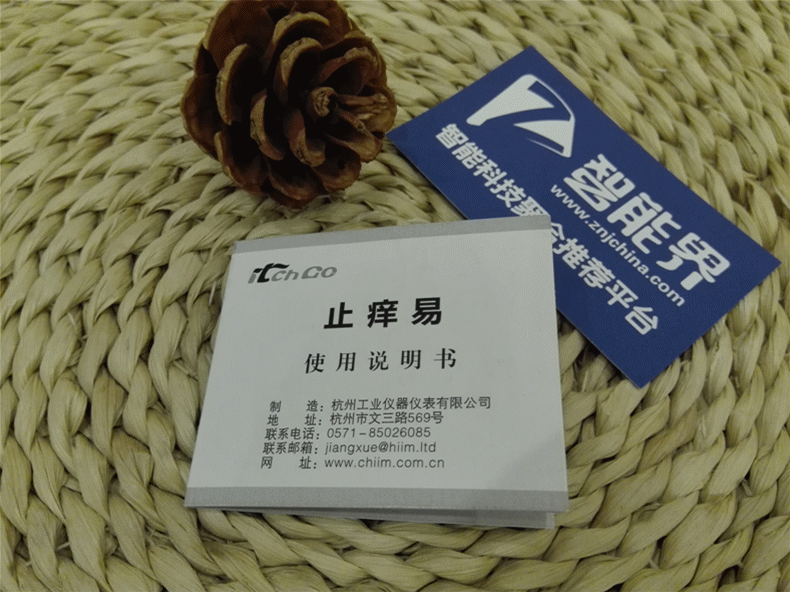 itchGo
止痒易
使用说明书
制 造：杭州工业仪器仪表有限公司
地 址：杭州市文三路569号
联系电话：0571-85026085
联系邮箱：jiangxue@hiim.ltd
网 址：www.chiim.com.cn
智能界
www.znjchina.com
智能科技聚合推荐平台